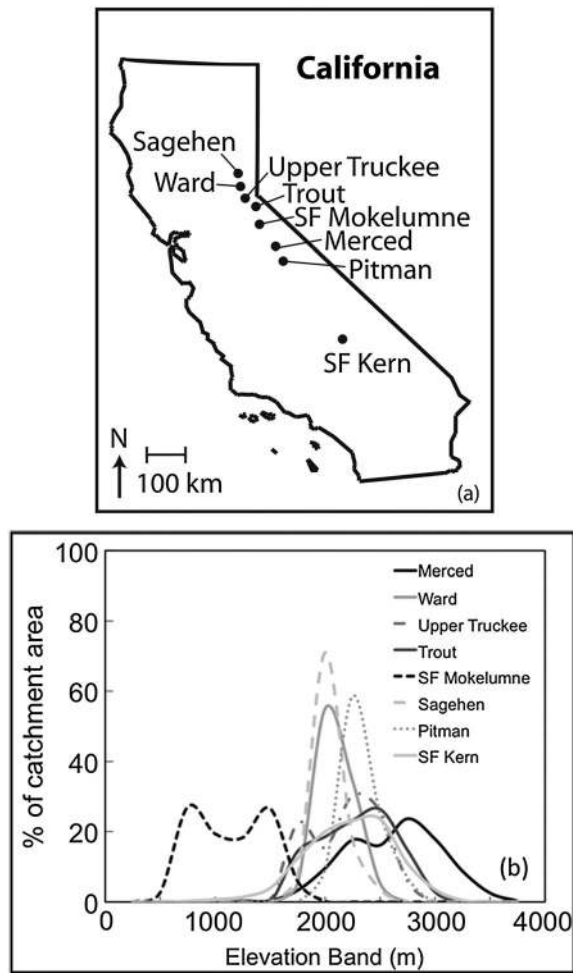 California
Sagehen
Ward
Upper Truckee
Trout
SF Mokelumne
Merced
Pitman
SF Kern
N
100 km
(a)
100
80
60
40
20
0
% of catchment area
Merced
Ward
Upper Truckee
Trout
SF Mokelumne
Sagehen
Pitman
SF Kern
(b)
0 1000 2000 3000 4000
Elevation Band (m)